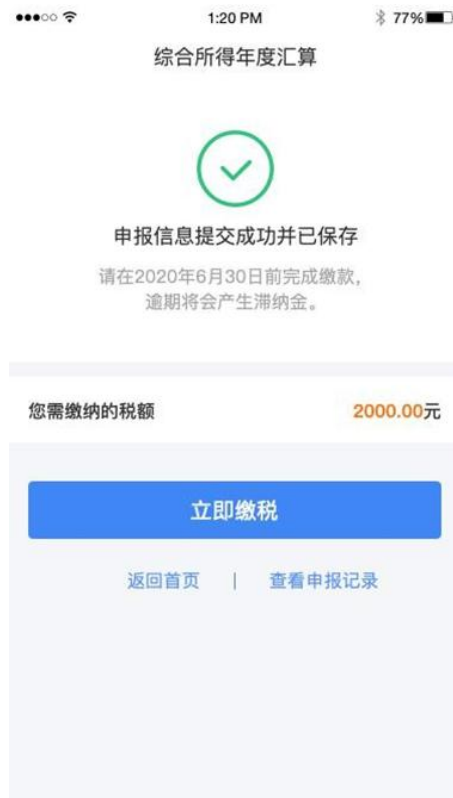 1:20 PM
77%
综合所得年度汇算
申报信息提交成功并已保存
请在2020年6月30日前完成缴款，
逾期将会产生滞纳金。
您需缴纳的税额 2000.00元
立即缴税
返回首页 | 查看申报记录